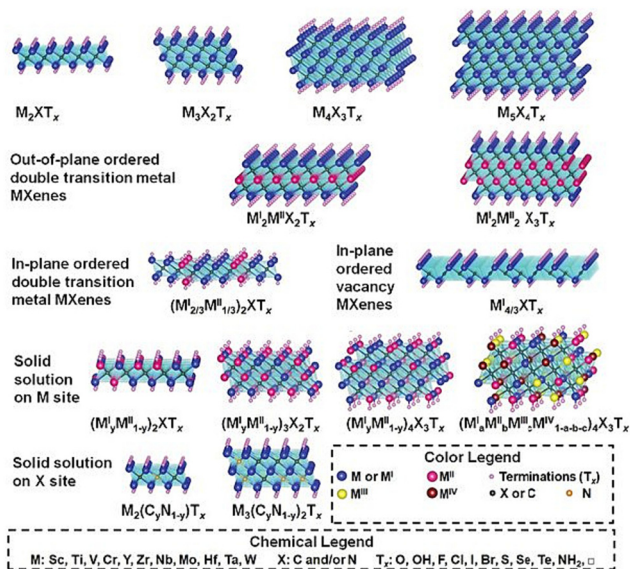 M₂XTₓ M₃X₂Tₓ M₄X₃Tₓ M₅X₄Tₓ
Out-of-plane ordered
double transition metal
MXenes
Mᴵ₂MᴵᴵX₂Tₓ Mᴵ₂Mᴵᴵ₂ X₃Tₓ
In-plane ordered
double transition
metal MXenes
(Mᴵ₂/₃Mᴵᴵ₁/₃)₂XTₓ
In-plane
ordered
vacancy
MXenes
Mᴵ₄/₃XTₓ
Solid
solution
on M site
(MᴵyMᴵᴵ₁₋y)₂XTₓ (MᴵyMᴵᴵ₁₋y)₃X₂Tₓ (MᴵyMᴵᴵ₁₋y)₄X₃Tₓ (MᴵₐMᴵᴵbMᴵᴵᴵcMᴵⱽ₁₋ₐ₋b₋c)₄X₃Tₓ
Solid solution
on X site
M₂(CyN₁₋y)Tₓ M₃(CyN₁₋y)₂Tₓ
Color Legend
M or Mᴵ Mᴵᴵ Terminations (Tₓ)
Mᴵᴵᴵ Mᴵⱽ X or C N
Chemical Legend
M: Sc, Ti, V, Cr, Y, Zr, Nb, Mo, Hf, Ta, W X: C and/or N Tₓ: O, OH, F, Cl, I, Br, S, Se, Te, NH₂, □